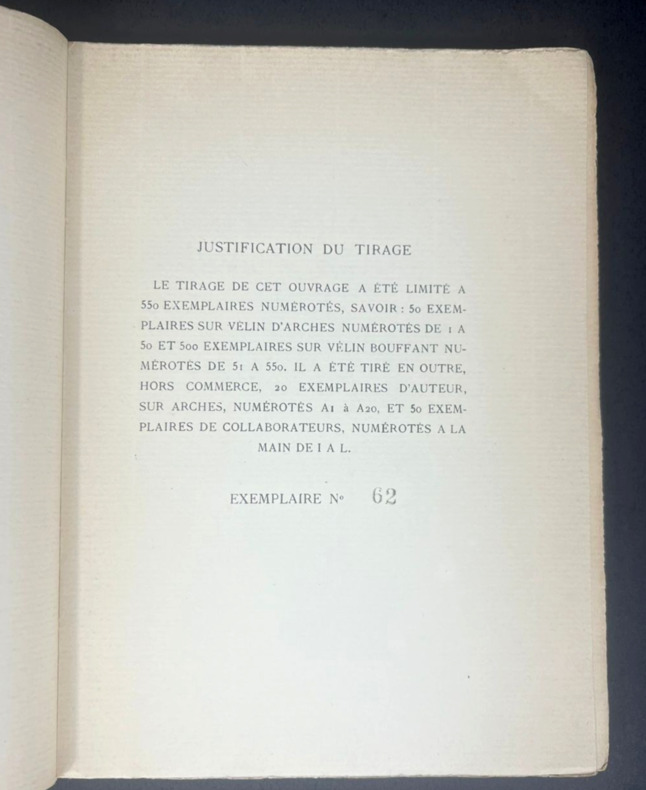 JUSTIFICATION DU TIRAGE
LE TIRAGE DE CET OUVRAGE A ÉTÉ LIMITÉ A
550 EXEMPLAIRES NUMÉROTÉS, SAVOIR : 50 EXEM-
PLAIRES SUR VÉLIN D'ARCHES NUMÉROTÉS DE 1 A
50 ET 500 EXEMPLAIRES SUR VÉLIN BOUFFANT NU-
MÉROTÉS DE 51 A 550. IL A ÉTÉ TIRÉ EN OUTRE,
HORS COMMERCE, 20 EXEMPLAIRES D'AUTEUR,
SUR ARCHES, NUMÉROTÉS A1 à A20, ET 50 EXEM-
PLAIRES DE COLLABORATEURS, NUMÉROTÉS A LA
MAIN DE I A L.
EXEMPLAIRE Nº 62